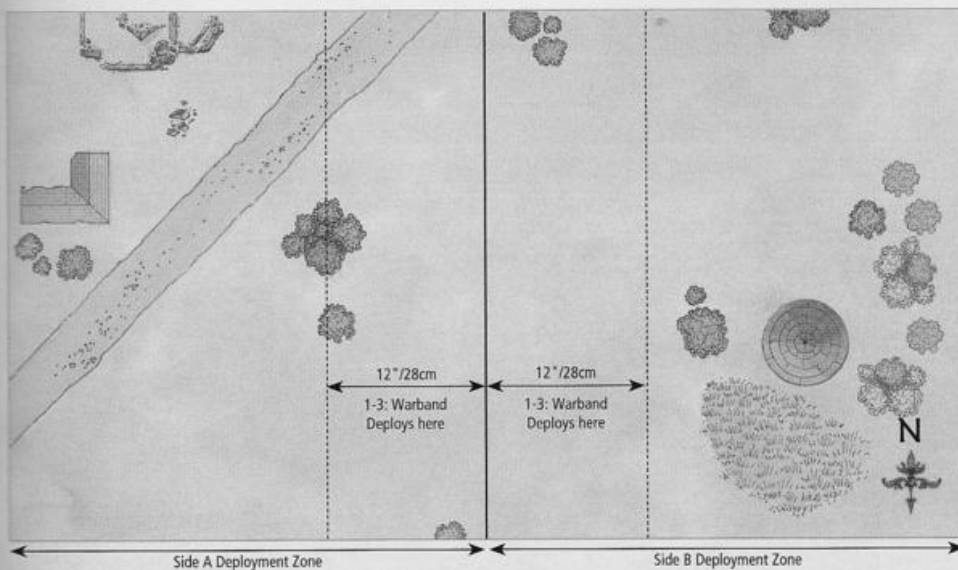 12"/28cm
1-3: Warband
Deploys here
12"/28cm
1-3: Warband
Deploys here
N
Side A Deployment Zone
Side B Deployment Zone